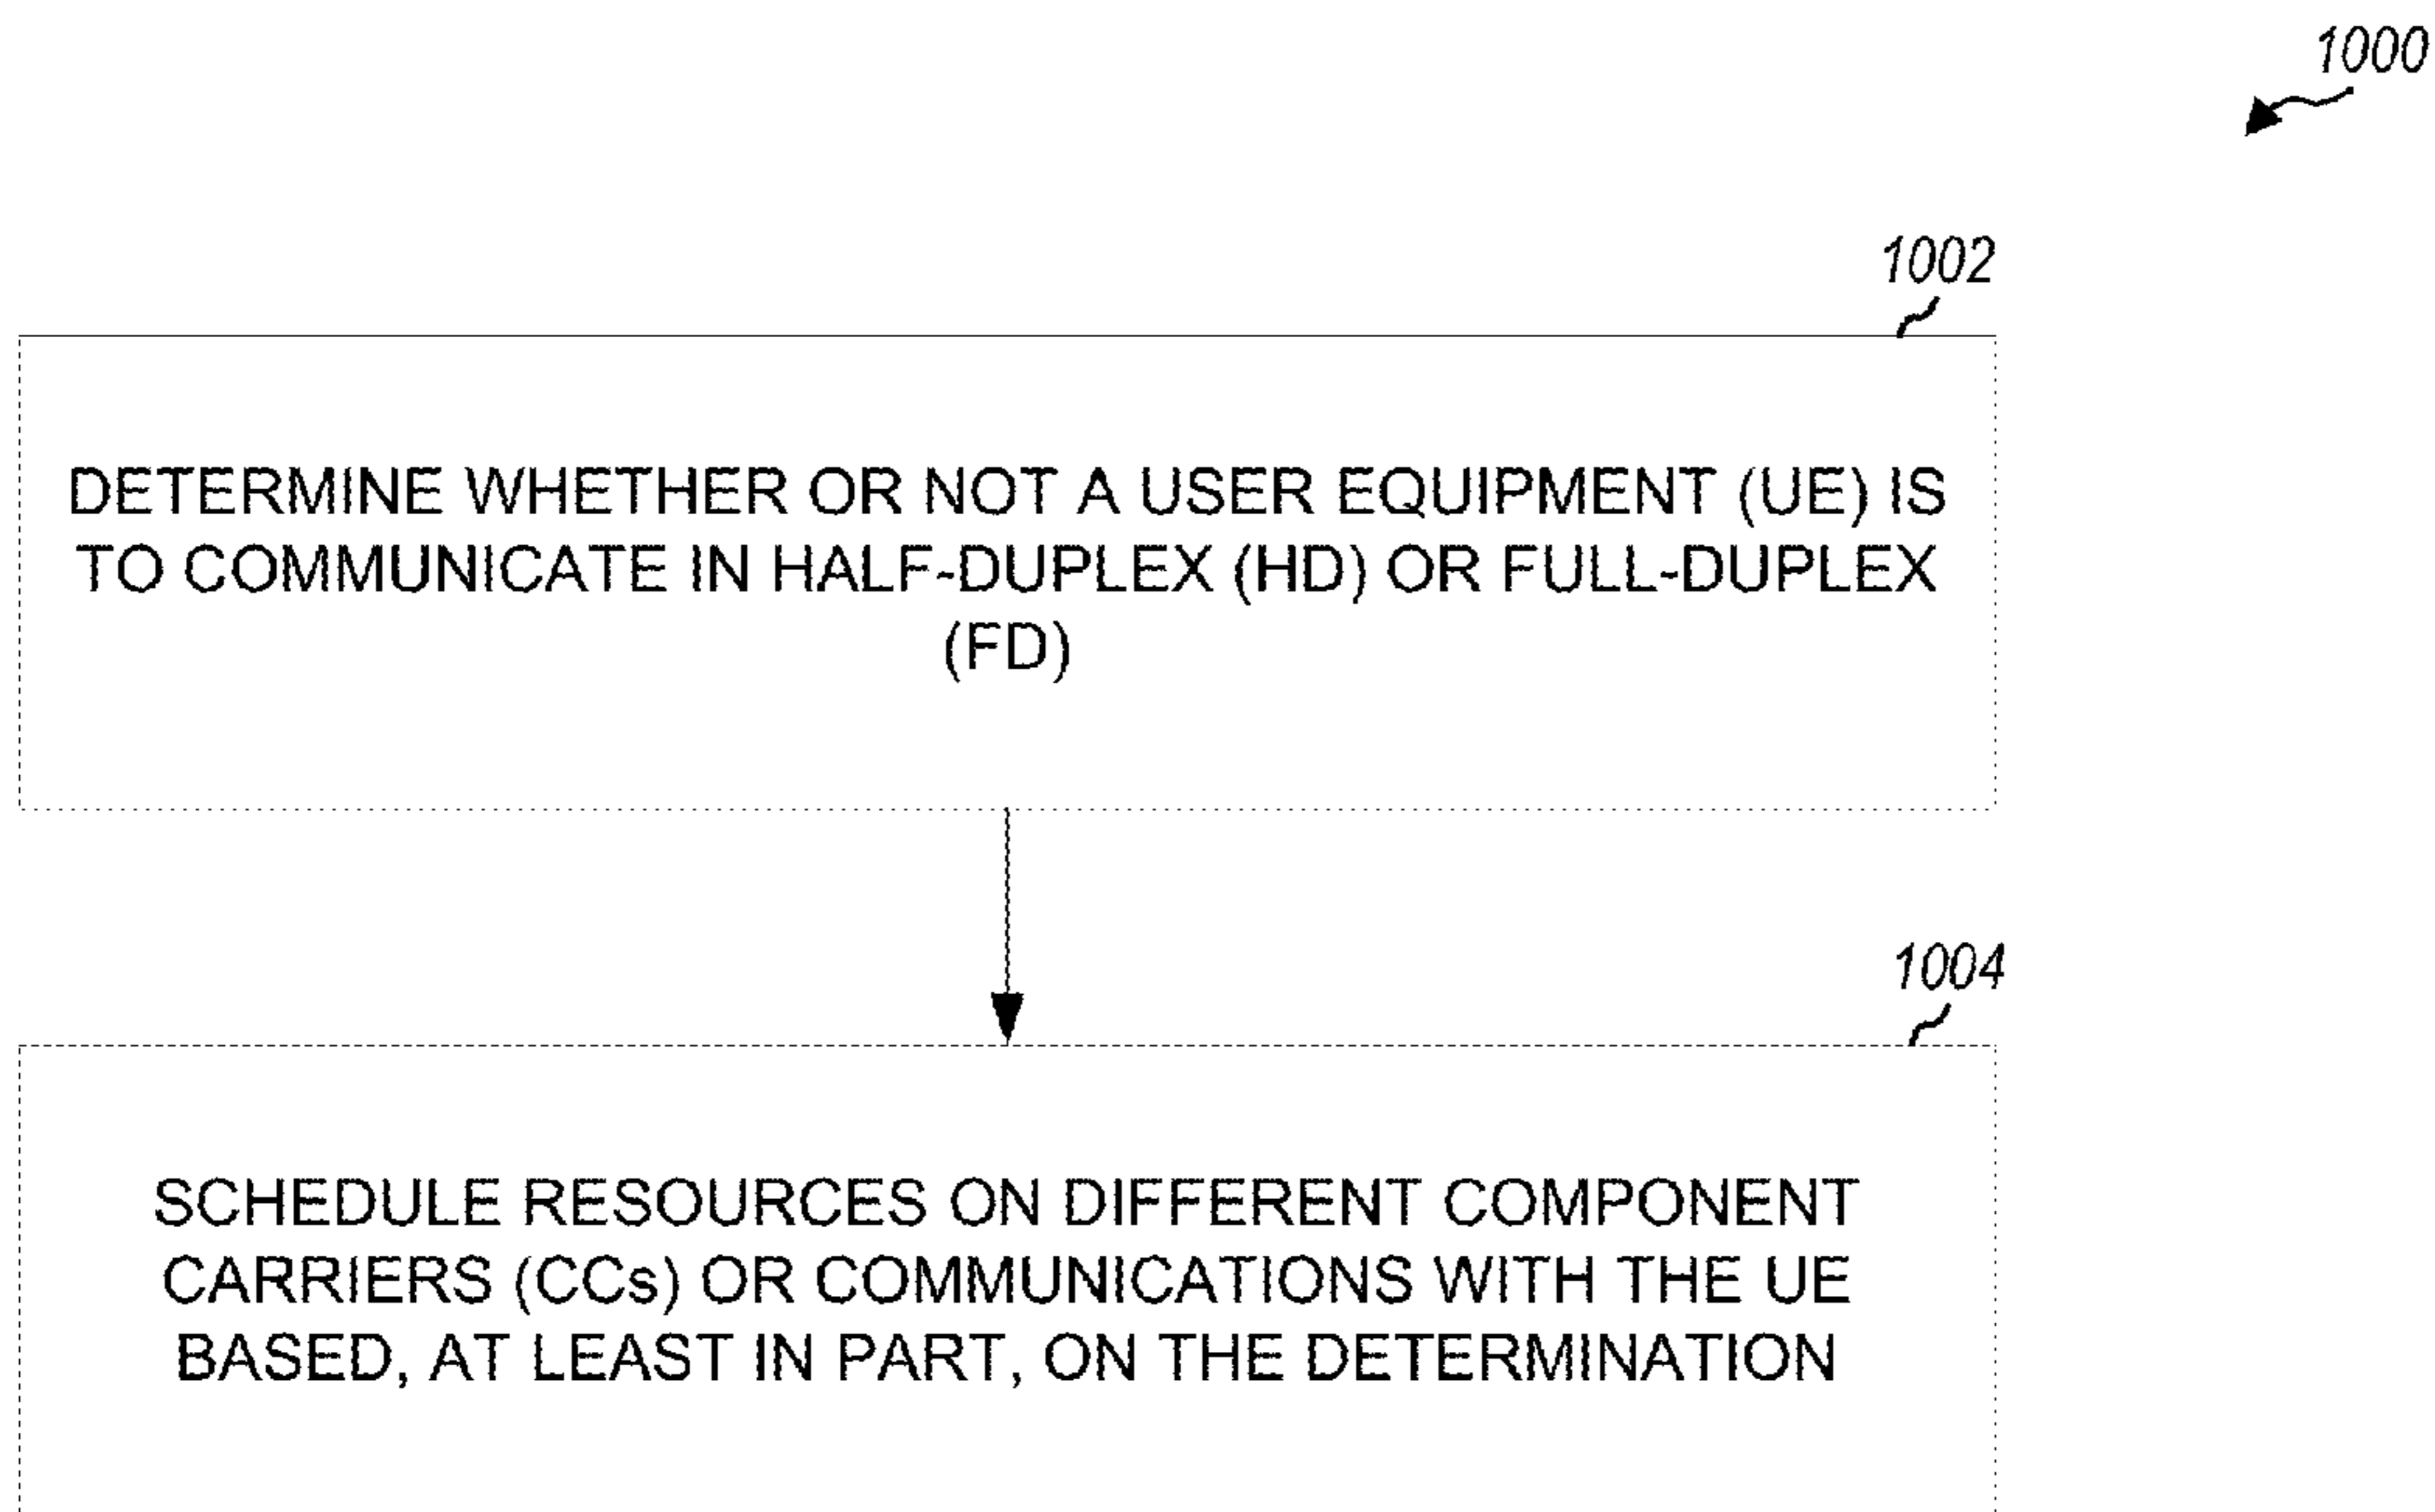 1000
1002
DETERMINE WHETHER OR NOT A USER EQUIPMENT (UE) IS
TO COMMUNICATE IN HALF-DUPLEX (HD) OR FULL-DUPLEX
(FD)
1004
SCHEDULE RESOURCES ON DIFFERENT COMPONENT
CARRIERS (CCs) OR COMMUNICATIONS WITH THE UE
BASED, AT LEAST IN PART, ON THE DETERMINATION